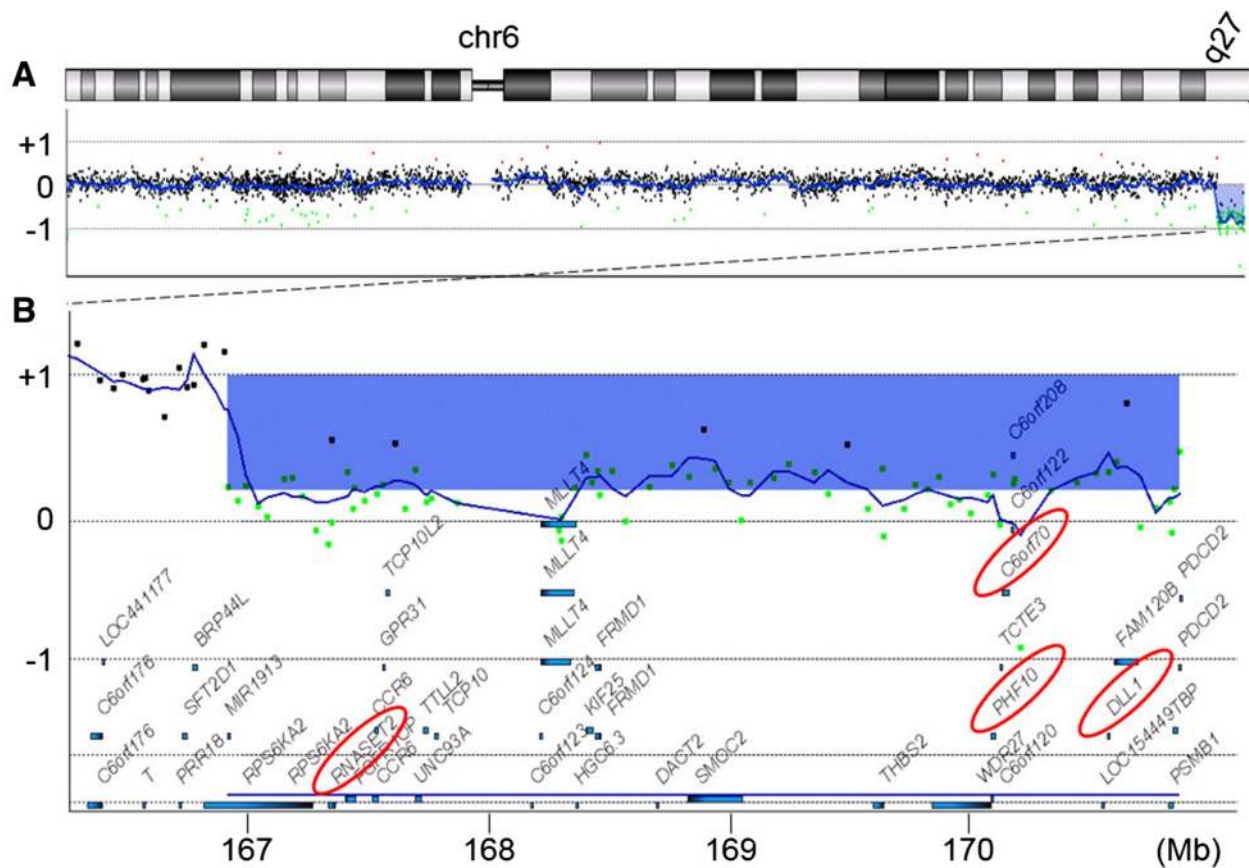 chr6
q27
A
+1
0
-1
B
+1
C6orf208
MLLT4
C6orf122
0
TCP10L2
MLLT4
C6orf70
PDCD2
LOC441177
BRP44L
GPR31
MLLT4
FRMD1
TCTE3
FAM120B
PDCD2
-1
C6orf176
SFT2D1
MIR1913
CCR6
TTLL2
TCP10
C6orf124
KIF25
FRMD1
PHF10
DLL1
TBP
C6orf176
T
PRR18
RPS6KA2
RPS6KA2
RNASET2
FGFR1OP
CCR6
UNC93A
C6orf123
HGC6.3
DACT2
SMOC2
THBS2
WDR27
C6orf120
LOC154449
PSMB1
167 168 169 170 (Mb)